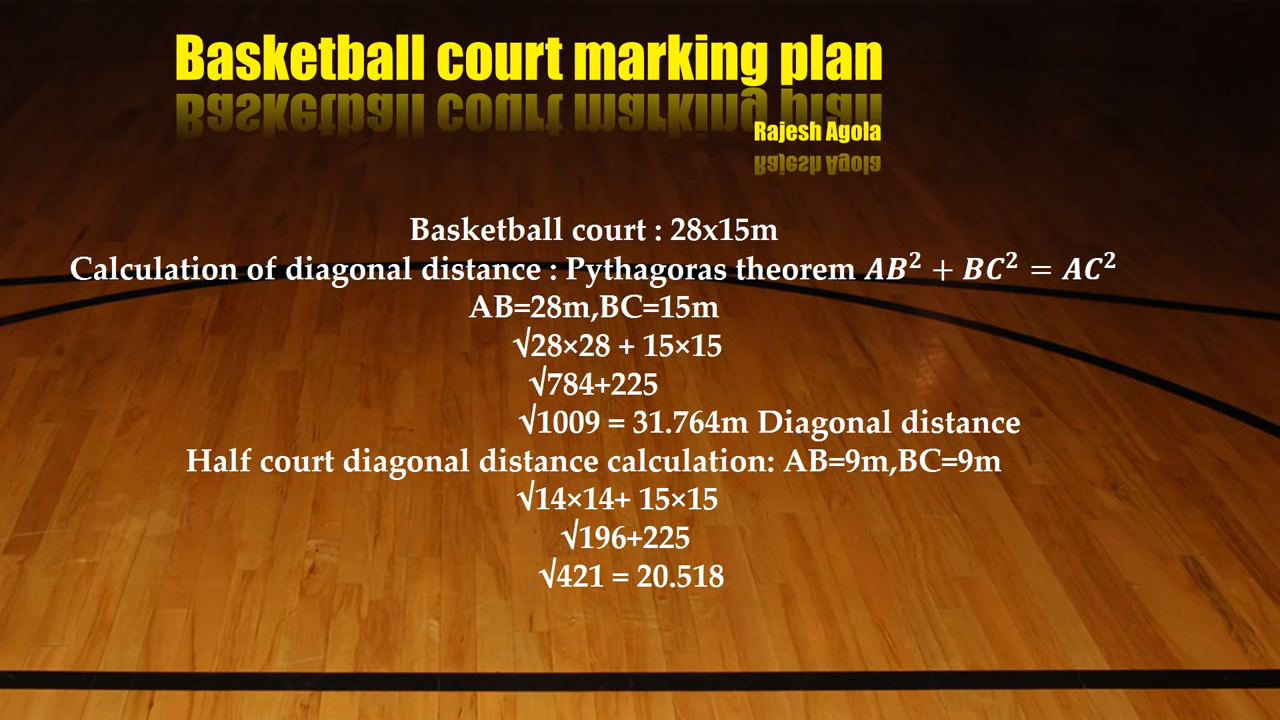 Basketball court marking plan
Rajesh Agola
Basketball court : 28x15m
Calculation of diagonal distance : Pythagoras theorem 𝑨𝑩² + 𝑩𝑪² = 𝑨𝑪²
AB=28m,BC=15m
√28×28 + 15×15
√784+225
√1009 = 31.764m Diagonal distance
Half court diagonal distance calculation: AB=9m,BC=9m
√14×14+ 15×15
√196+225
√421 = 20.518